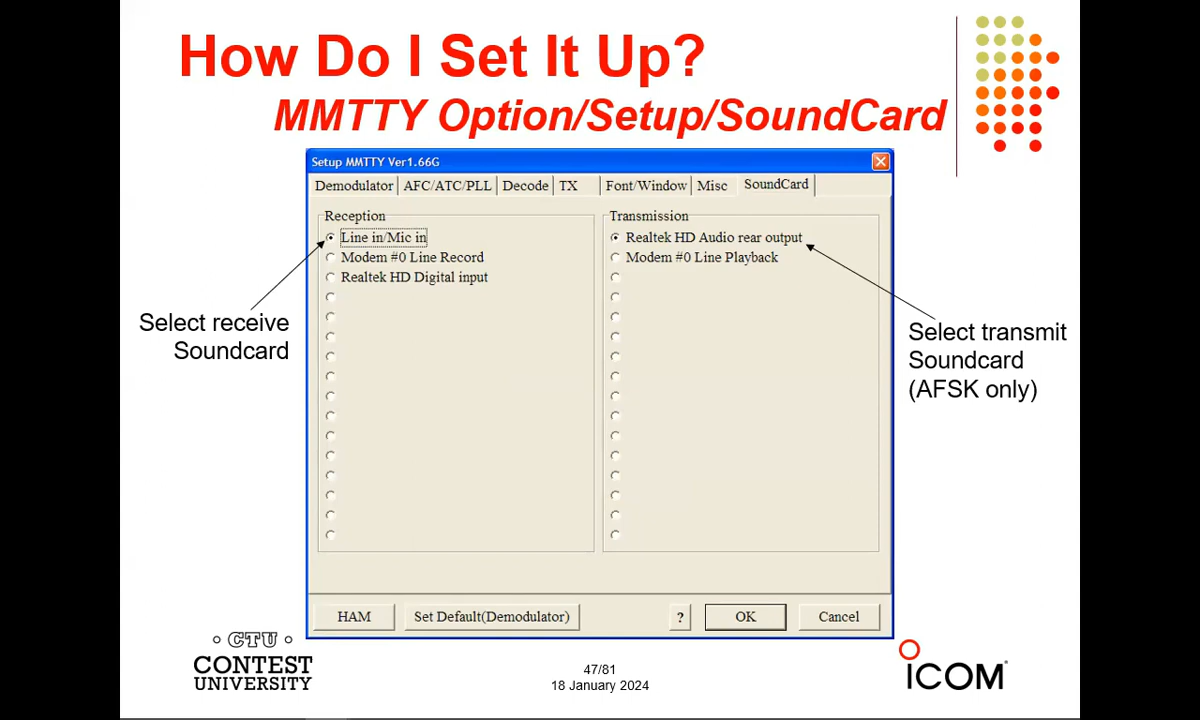 How Do I Set It Up?
MMTTY Option/Setup/SoundCard
Setup MMTTY Ver1.66G
Demodulator AFC/ATC/PLL Decode TX Font/Window Misc SoundCard
Reception
Line in/Mic in
Modem #0 Line Record
Realtek HD Digital input
Transmission
Realtek HD Audio rear output
Modem #0 Line Playback
Select receive
Soundcard
Select transmit
Soundcard
(AFSK only)
HAM Set Default(Demodulator) ? OK Cancel
CTU
CONTEST
UNIVERSITY
47/81
18 January 2024
ICOM